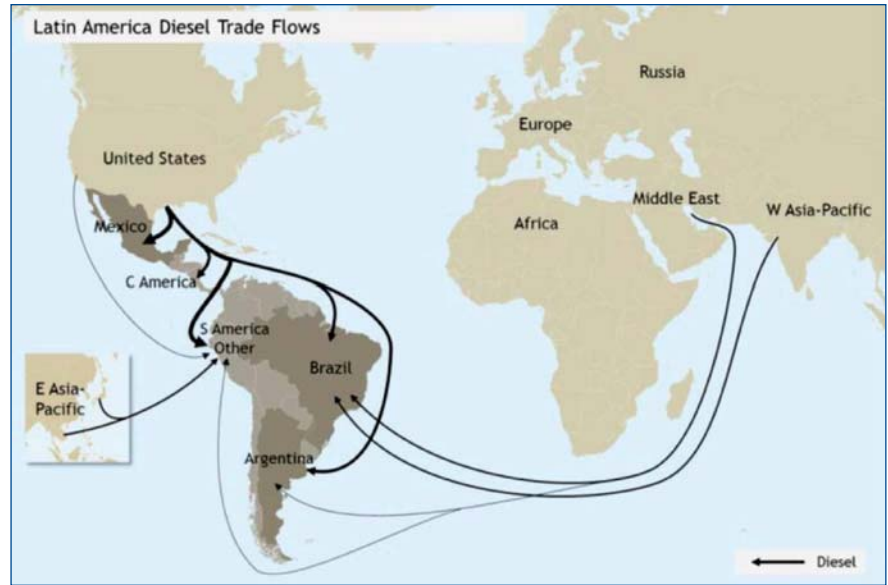 Latin America Diesel Trade Flows
Russia
Europe
United States
Middle East
W Asia-Pacific
Africa
Mexico
C America
S America
Other
Brazil
E Asia-
Pacific
Argentina
Diesel